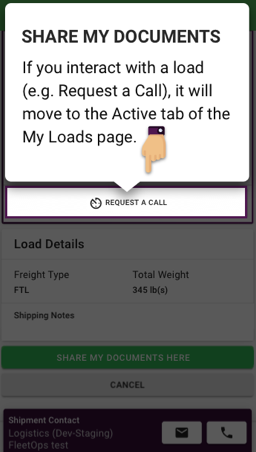 SHARE MY DOCUMENTS
If you interact with a load
(e.g. Request a Call), it will
move to the Active tab of the
My Loads page.
REQUEST A CALL
Load Details
Freight Type Total Weight
FTL 345 lb(s)
Shipping Notes
SHARE MY DOCUMENTS HERE
CANCEL
Shipment Contact
Logistics (Dev-Staging)
FleetOps test